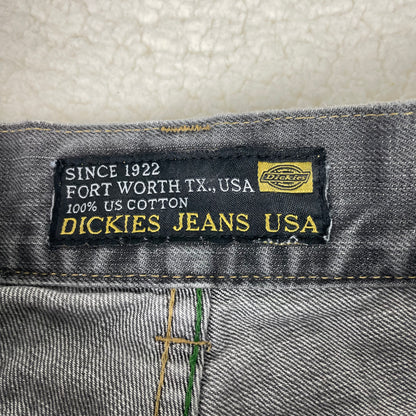 SINCE 1922
FORT WORTH TX., USA
100% US COTTON
DICKIES JEANS USA
Dickies